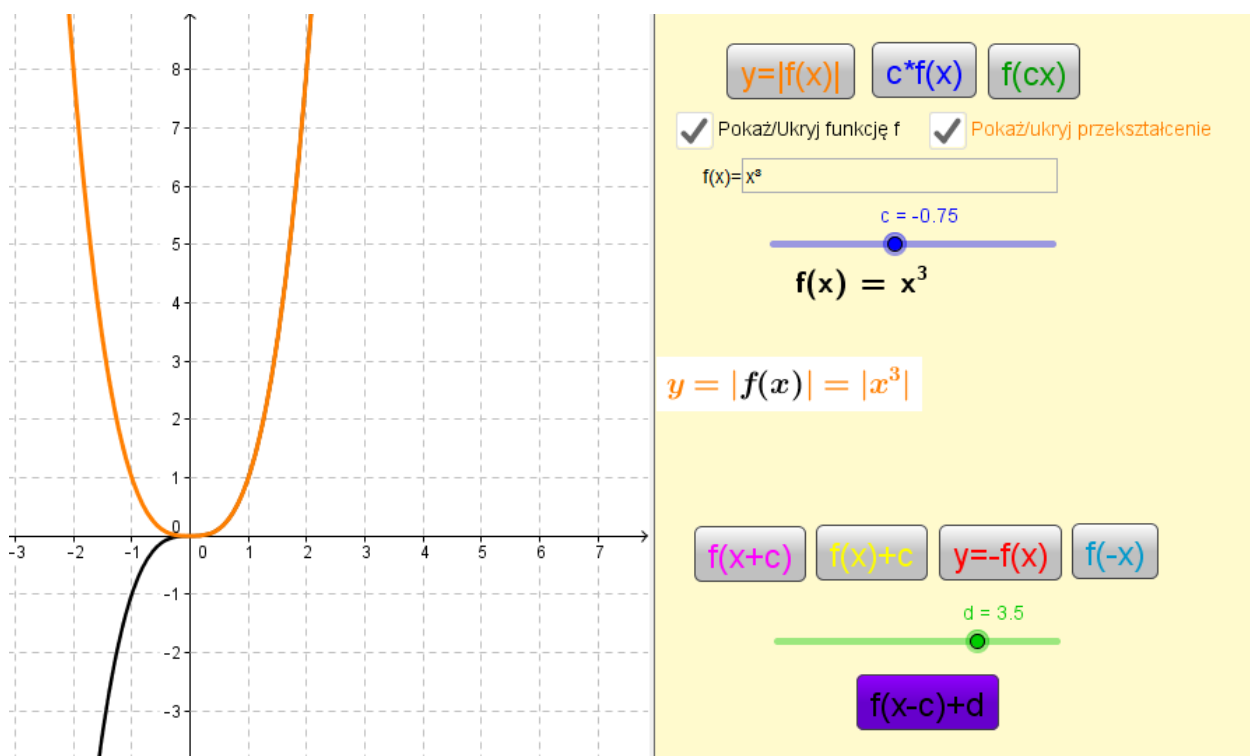 8
7
6
5
4
3
2
1
0
-3 -2 -1 0 1 2 3 4 5 6 7
-1
-2
-3
y=|f(x)| c*f(x) f(cx)
Pokaż/Ukryj funkcję f Pokaż/ukryj przekształcenie
f(x)= x³
c = -0.75
f(x) = x³
y = |f(x)| = |x³|
f(x+c) f(x)+c y=-f(x) f(-x)
d = 3.5
f(x-c)+d